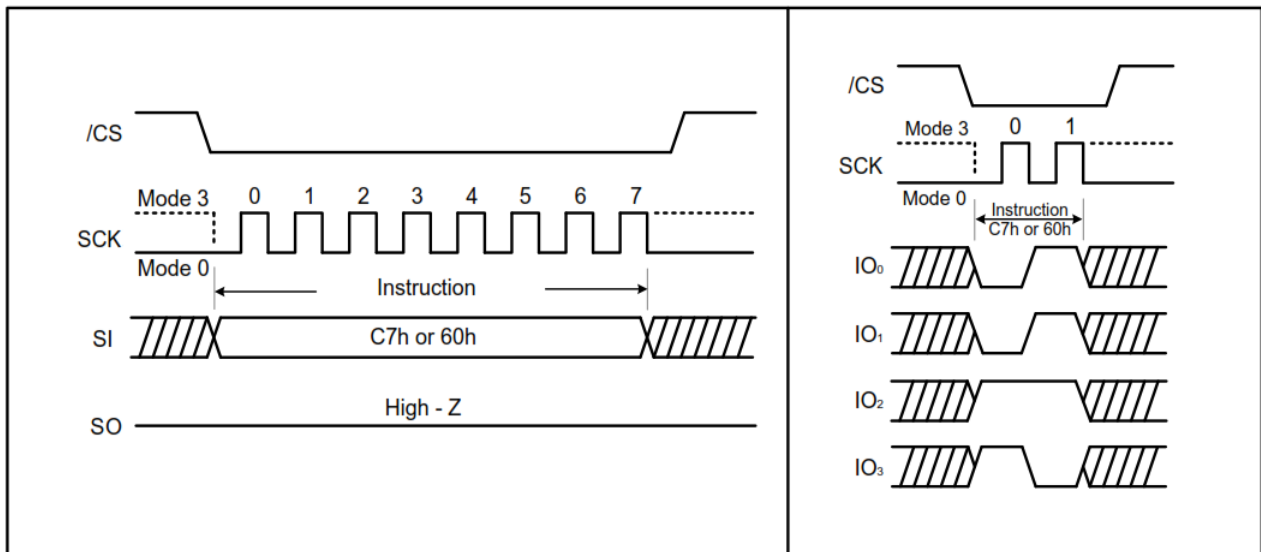 /CS
Mode 3
0 1 2 3 4 5 6 7
SCK
Mode 0
Instruction
SI
C7h or 60h
High - Z
SO
/CS
Mode 3
0 1
SCK
Mode 0
Instruction
C7h or 60h
IO₀
IO₁
IO₂
IO₃